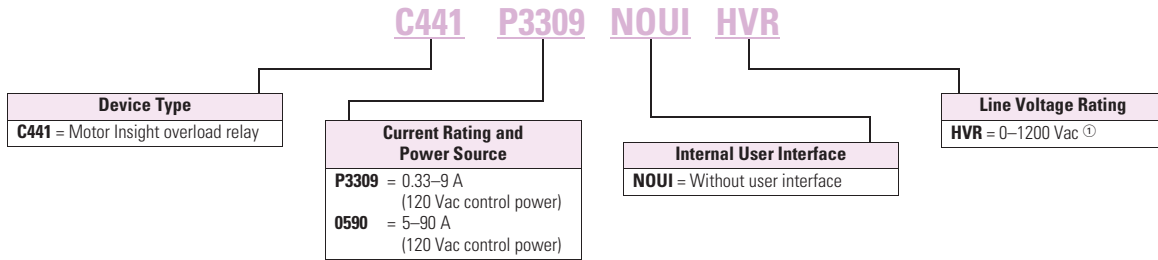 C441 P3309 NOUI HVR
Device Type
C441 = Motor Insight overload relay
Current Rating and
Power Source
P3309 = 0.33–9 A
(120 Vac control power)
0590 = 5–90 A
(120 Vac control power)
Internal User Interface
NOUI = Without user interface
Line Voltage Rating
HVR = 0–1200 Vac ①